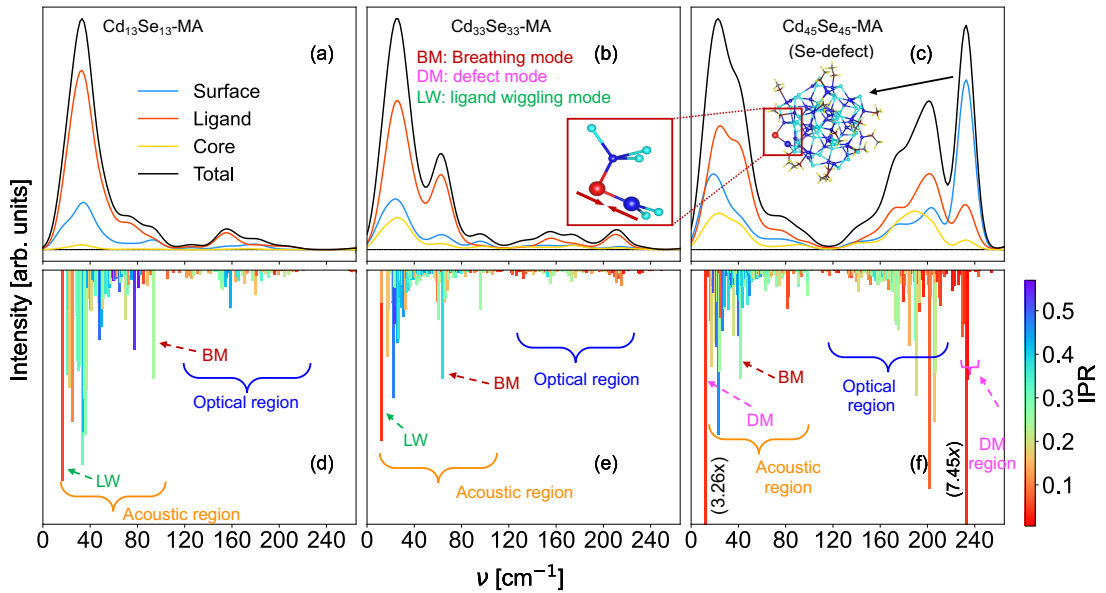 Intensity [arb. units]
Cd₁₃Se₁₃-MA
(a)
Surface
Ligand
Core
Total
Cd₃₃Se₃₃-MA
(b)
BM: Breathing mode
DM: defect mode
LW: ligand wiggling mode
Cd₄₅Se₄₅-MA
(Se-defect)
(c)
BM
Optical region
LW
(d)
Acoustic region
BM
Optical region
LW
(e)
Acoustic region
BM
Optical
region
DM
Acoustic
region
(f)
DM
region
(3.26x)
(7.45x)
0.5
0.4
0.3
0.2
0.1
IPR
0 40 80 120 160 200 240
0 40 80 120 160 200 240
0 40 80 120 160 200 240
ν [cm⁻¹]